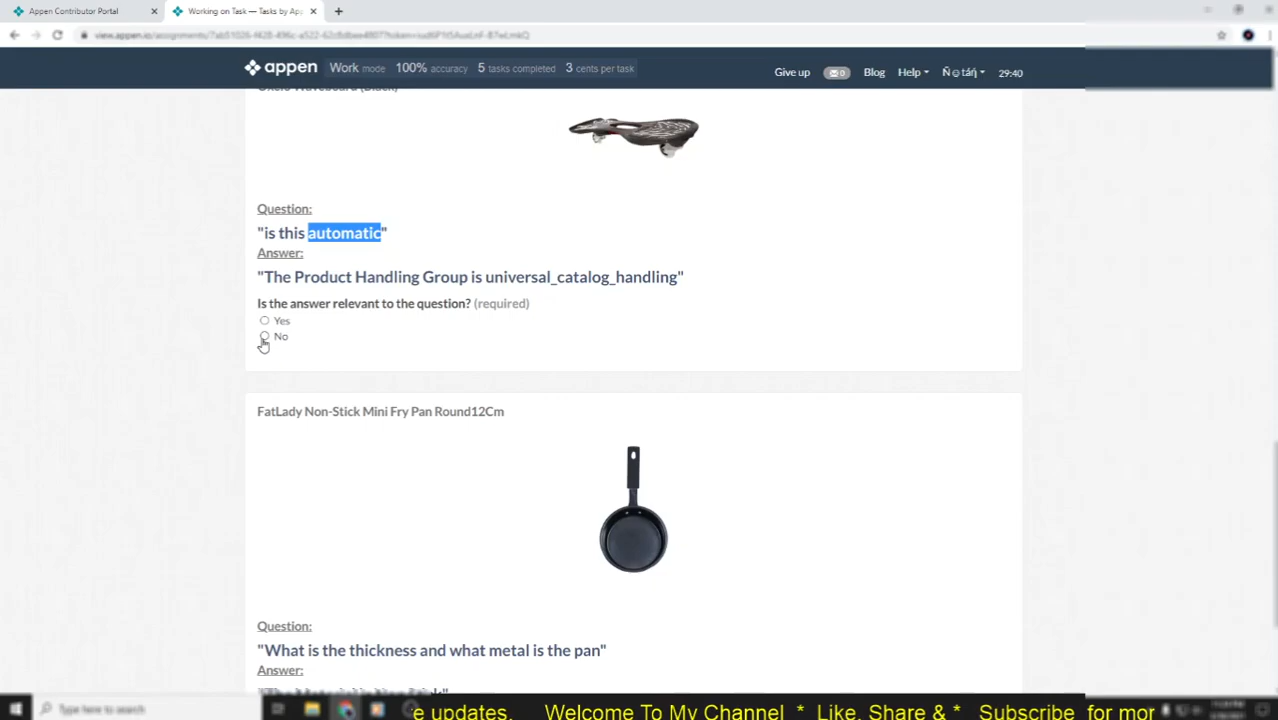 Appen Contributor Portal
Working on Task — Tasks by App
appen
Work mode
100% accuracy
5 tasks completed
3 cents per task
Give up
0
Blog
Help
Ñ☺táή
29:40
Question:
"is this automatic"
Answer:
"The Product Handling Group is universal_catalog_handling"
Is the answer relevant to the question? (required)
Yes
No
FatLady Non-Stick Mini Fry Pan Round12Cm
Question:
"What is the thickness and what metal is the pan"
Answer:
Type here to search
e updates. Welcome To My Channel * Like, Share & * Subscribe for mor